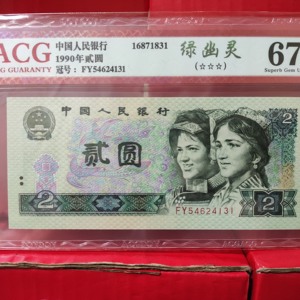 ACG
G GUARANTY
中国人民银行
1990年贰圆
冠号：FY54624131
16871831
绿幽灵
(☆☆☆)
67
Superb Gem
中国人民银行
贰圆
FY54624131
2
2